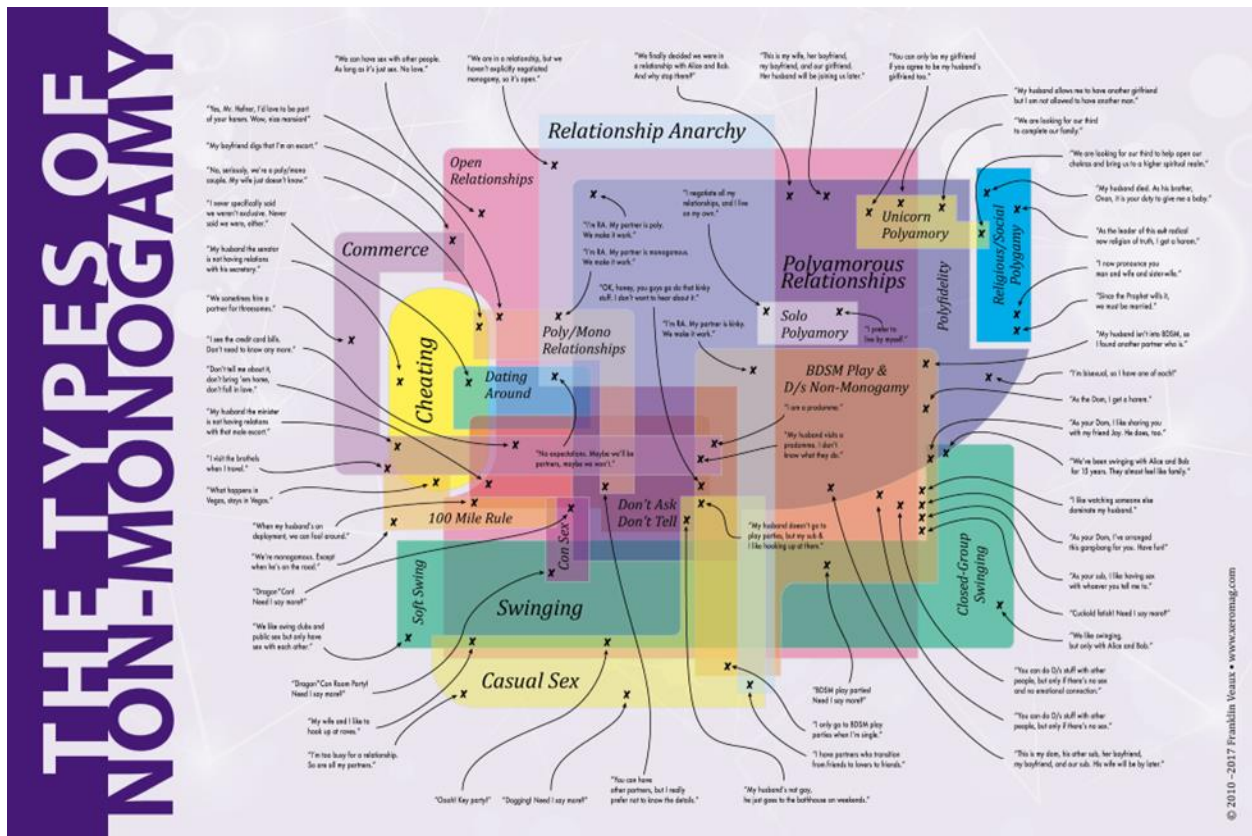 THE TYPES OF
NON-MONOGAMY
"We can have sex with other people.
As long as it's just sex. No love."
"We are in a relationship, but we
haven't explicitly negotiated
monogamy, so it's open."
"We finally decided we were in
a relationship with Alice and Bob.
And why stop there?"
"This is my wife, her boyfriend,
my boyfriend, and our girlfriend.
Her husband will be joining us later."
"You can only be my girlfriend
if you agree to be my husband's
girlfriend too."
"My husband allows me to have another girlfriend
but I am not allowed to have another man."
"We are looking for our third
to complete our family."
"We are looking for our third to help open our
chakras and bring us to a higher spiritual realm."
"My husband died. As his brother,
Onan, it is your duty to give me a baby."
"As the leader of this radical
new religion of truth, I get a harem."
"I now pronounce you
man and wife and sister-wife."
"Since the Prophet wills it,
we must be married."
"My husband isn't into BDSM, so
I found another partner who is."
"I'm bisexual, so I have one of each!"
"As the Dom, I get a harem."
"As your Dom, I like sharing you
with my friend Jay. He does, too."
"We've been swinging with Alice and Bob
for 15 years. They almost feel like family."
"I like watching someone else
dominate my husband."
"As your Dom, I've arranged
this gangbang for you. Have fun!"
"As your sub, I like having sex
with whoever you tell me to."
"Cuckold fetish! Need I say more?"
"We like swinging,
but only with Alice and Bob."
"You can do D/s stuff with other
people, but only if there's no sex
and no emotional connection."
"You can do D/s stuff with other
people, but only if there's no sex."
"This is my dom, his other sub, her boyfriend,
my boyfriend, and our sub. His wife will be by later."
"Yes, Mr. Hefner, I'd love to be part
of your harem. Wow, nice mansion!"
"My boyfriend digs that I'm an escort."
"No, seriously, we're a poly/mono
couple. My wife just doesn't know."
"I never specifically said
we weren't exclusive. Never
said we were, either."
"My husband the senator
is not having relations
with his secretary."
"We sometimes hire a
partner for threesomes."
"I see the credit card bills.
Don't need to know any more."
"Don't tell me about it,
don't bring 'em home,
don't fall in love."
"My husband the minister
is not having relations
with that male escort."
"I visit the brothels
when I travel."
"What happens in
Vegas, stays in Vegas."
"When my husband's on
deployment, we can fool around."
"We're monogamous. Except
when he's on the road."
"Dragon*Con!
Need I say more?"
"We like swing clubs and
public sex but only have
sex with each other."
"Dragon*Con Room Party!
Need I say more?"
"My wife and I like to
hook up at raves."
"I'm too busy for a relationship.
So are all my partners."
"Oooh! Key party!"
"Dogging! Need I say more?"
"You can have
other partners, but I really
prefer not to know the details."
"My husband's not gay,
he just goes to the bathhouse on weekends."
"I have partners who transition
from friends to lovers to friends."
"I only go to BDSM play
parties when I'm single."
"BDSM play parties!
Need I say more?"
Relationship Anarchy
Open
Relationships
"I negotiate all my
relationships, and I live
on my own."
Unicorn
Polyamory
Religious/Social
Polygamy
Commerce
"I'm RA. My partner is poly.
We make it work."
"I'm RA. My partner is monogamous.
We make it work."
"OK, honey, you guys go do that kinky
stuff. I don't want to hear about it."
Polyamorous
Relationships
Polyfidelity
Solo
Polyamory
"I prefer to
live by myself."
Poly/Mono
Relationships
"I'm RA. My partner is kinky.
We make it work."
Cheating
Dating
Around
BDSM Play &
D/s Non-Monogamy
"I am a prodomme."
"My husband visits a
prodomme. I don't
know what they do."
"No expectations. Maybe we'll be
partners, maybe we won't."
100 Mile Rule
Don't Ask
Don't Tell
"My husband doesn't go to
play parties, but my sub &
I like hooking up at them."
Con Sex
Soft Swing
Swinging
Closed-Group
Swinging
Casual Sex
© 2010 –2017 Franklin Veaux • www.xeromag.com